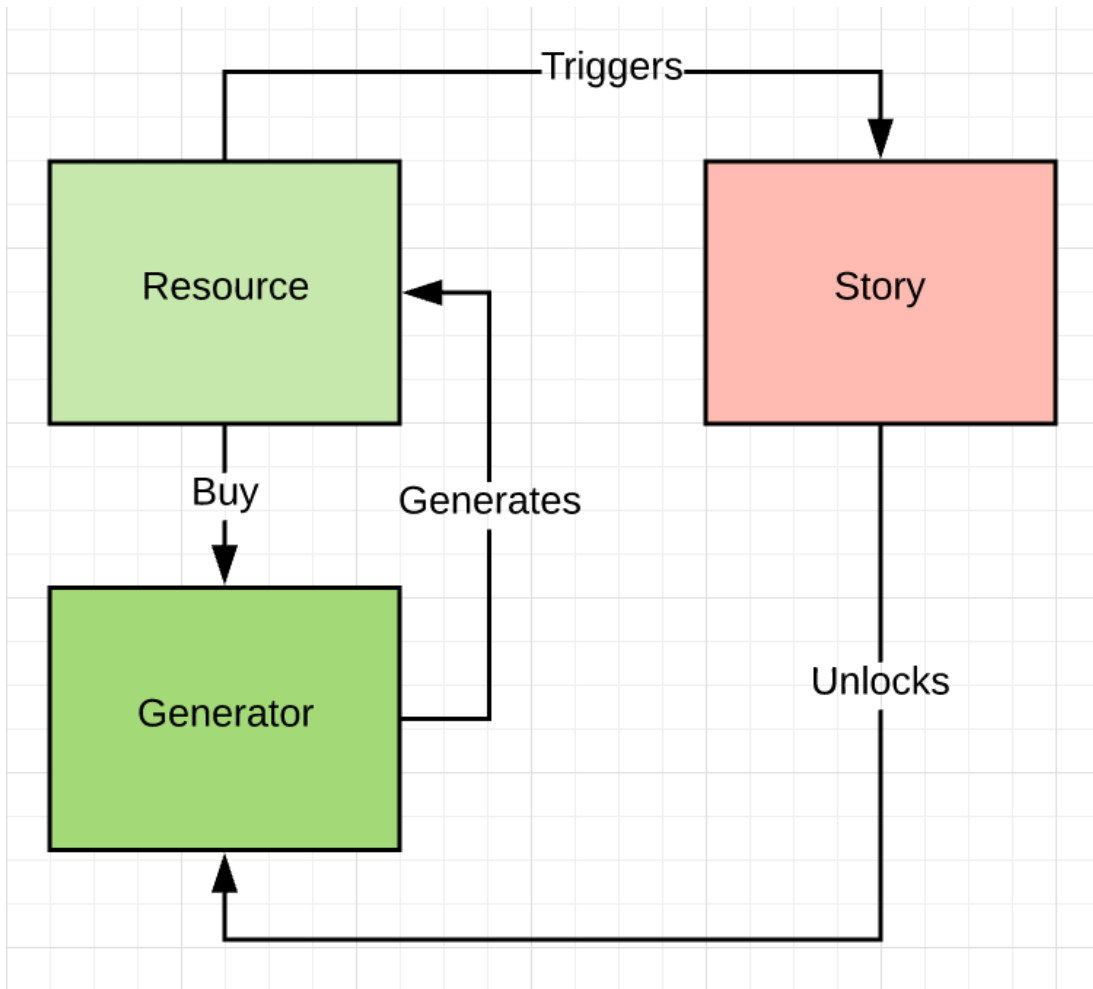 Triggers
Resource
Story
Buy
Generates
Unlocks
Generator